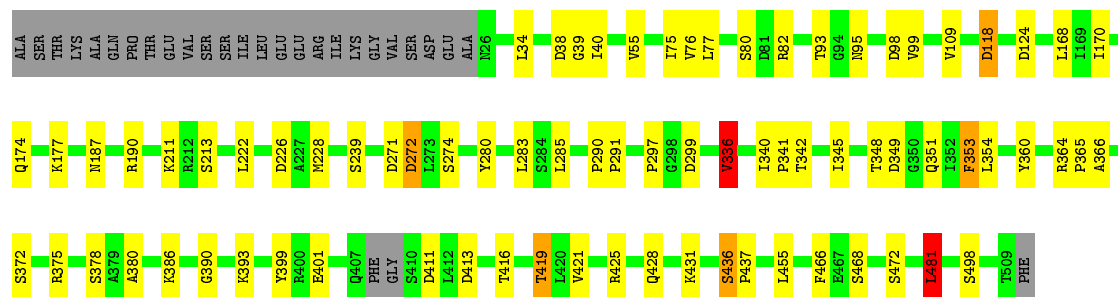 ALA SER THR LYS ALA GLN PRO THR GLU VAL SER SER ILE LEU GLU GLU ARG ILE LYS GLY VAL SER ASP GLU ALA N26 L34 D38 G39 I40 V55 I75 V76 L77 S80 D81 R82 T93 G94 N95 D98 V99 V109 D118 D124 L168 I169 I170
Q174 K177 N187 R190 K211 R212 S213 L222 D226 A227 M228 S239 D271 D272 L273 S274 Y280 L283 S284 L285 P290 P291 P297 G298 D299 V336 I340 P341 T342 I345 T348 D349 G350 Q351 I352 F353 L354 Y360 R364 P365 A366
S372 R375 S378 A379 A380 K386 G390 K393 Y399 R400 E401 Q407 PHE GLY S410 D411 L412 D413 T416 T419 L420 V421 R425 Q428 K431 S436 P437 L455 F466 E467 S468 S472 L481 S498 T509 PHE